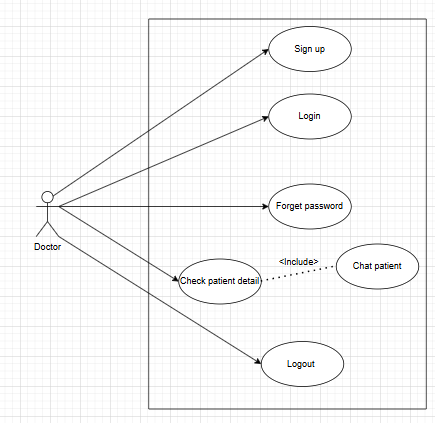 Sign up
Login
Forget password
Doctor
<Include>
Check patient detail
Chat patient
Logout